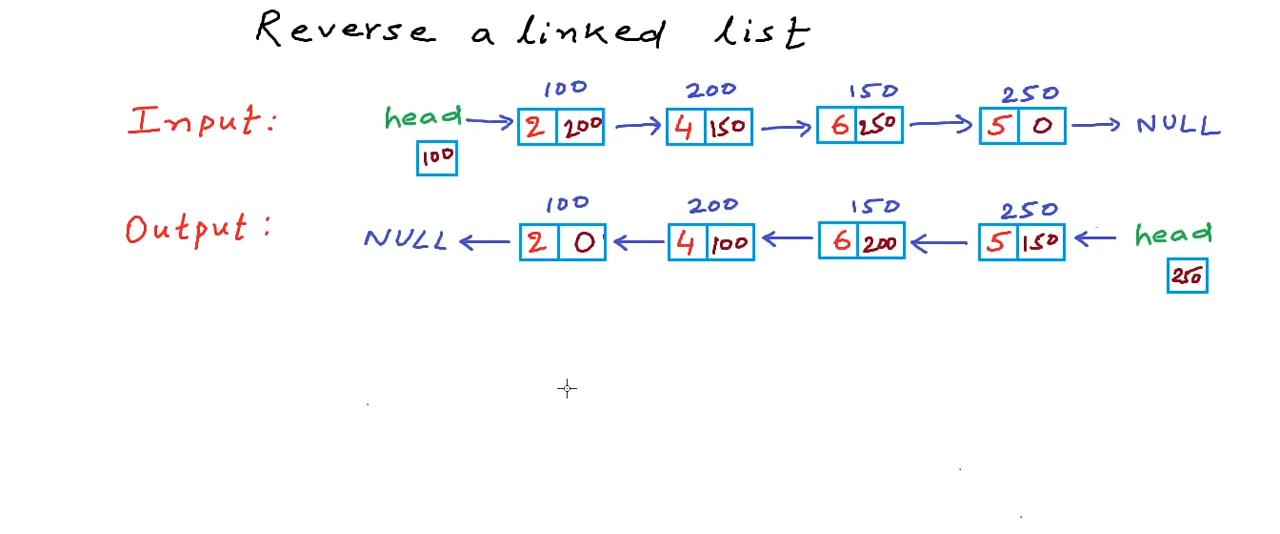 Reverse a linked list
100 200 150 250
Input: head 2 200 4 150 6 250 5 0 NULL
100
100 200 150 250
Output: NULL 2 0 4 100 6 200 5 150 head
250